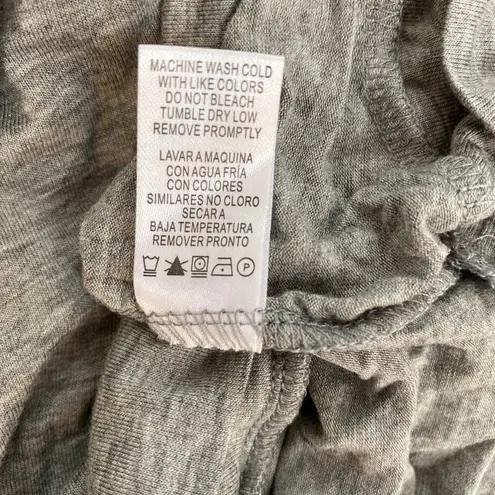 MACHINE WASH COLD
WITH LIKE COLORS
DO NOT BLEACH
TUMBLE DRY LOW
REMOVE PROMPTLY
LAVAR A MAQUINA
CON AGUA FRÍA
CON COLORES
SIMILARES NO CLORO
SECAR A
BAJA TEMPERATURA
REMOVER PRONTO
P